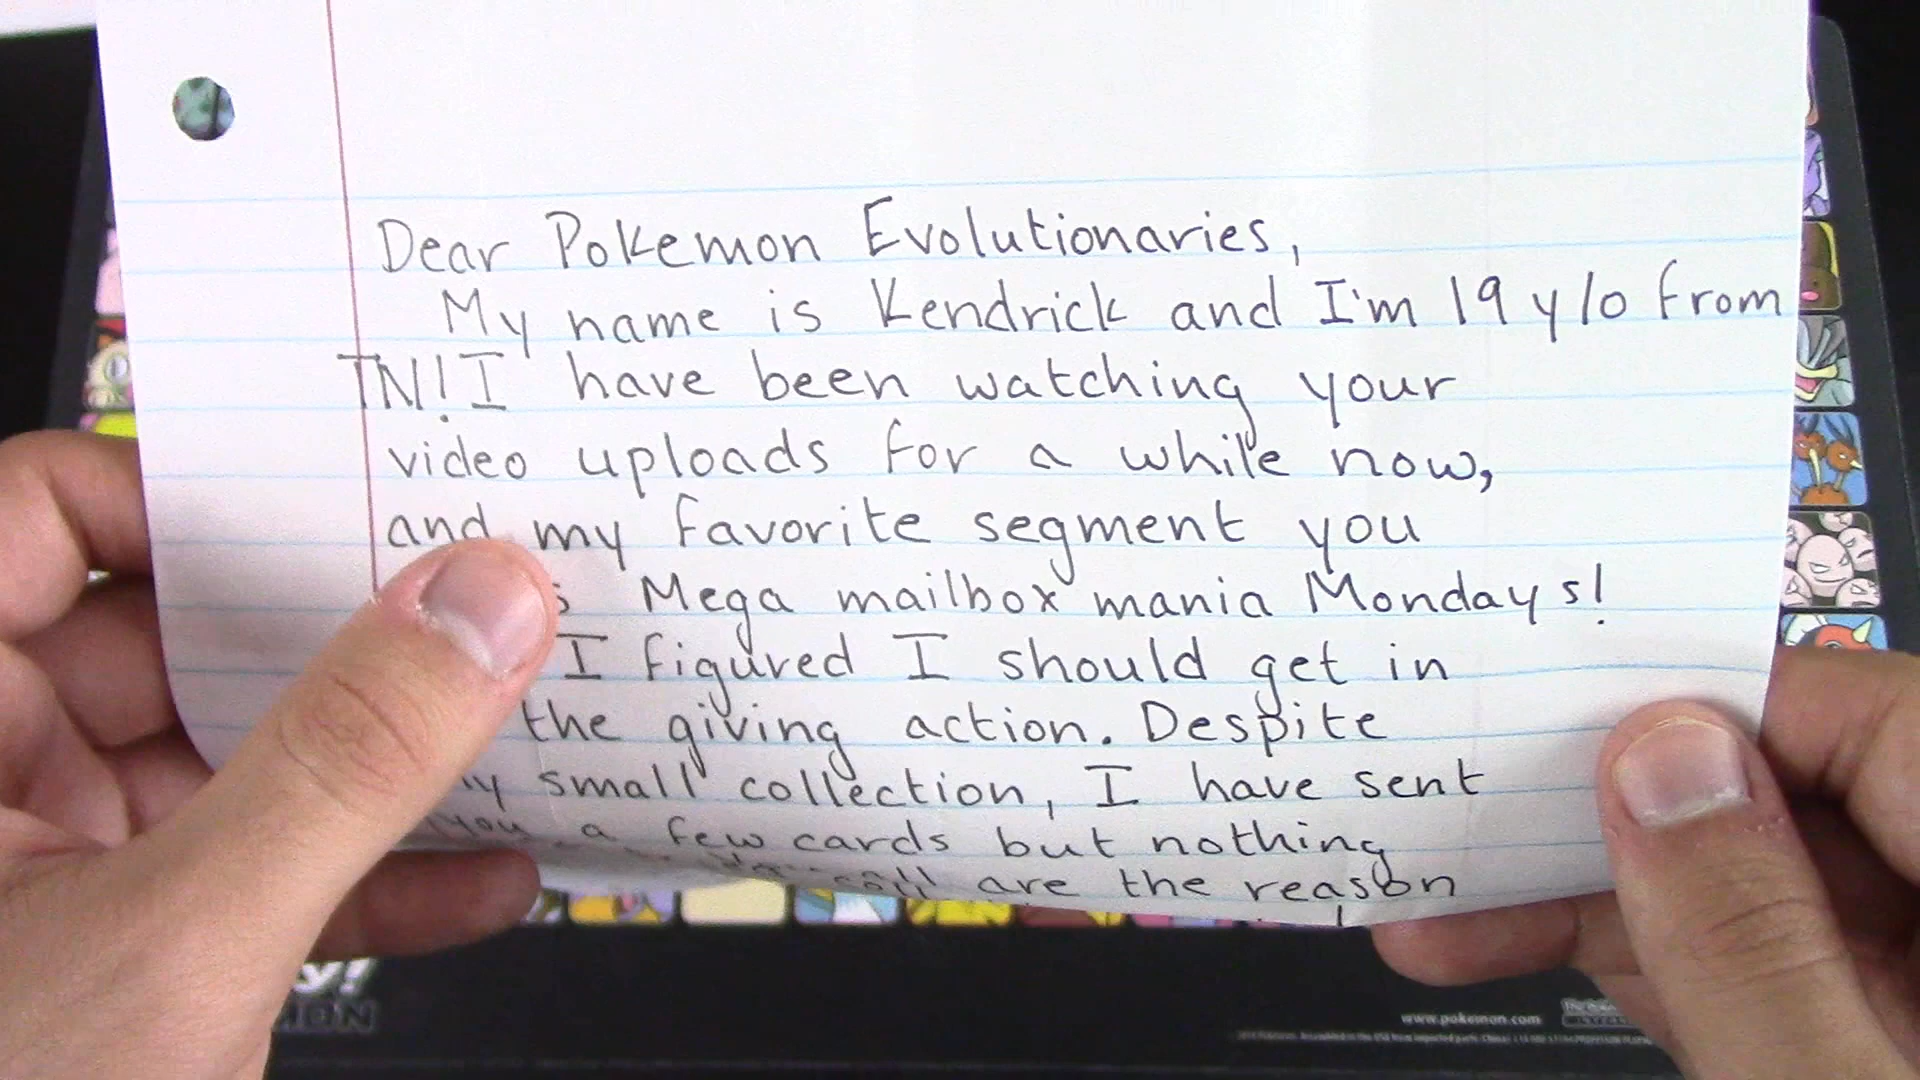 Dear Pokemon Evolutionaries,
My name is Kendrick and I'm 19 y/o from
TN! I have been watching your
video uploads for a while now,
and my favorite segment you
Mega mailbox mania Mondays!
I figured I should get in
the giving action. Despite
small collection, I have sent
you a few cards but nothing
are the reason
www.pokemon.com